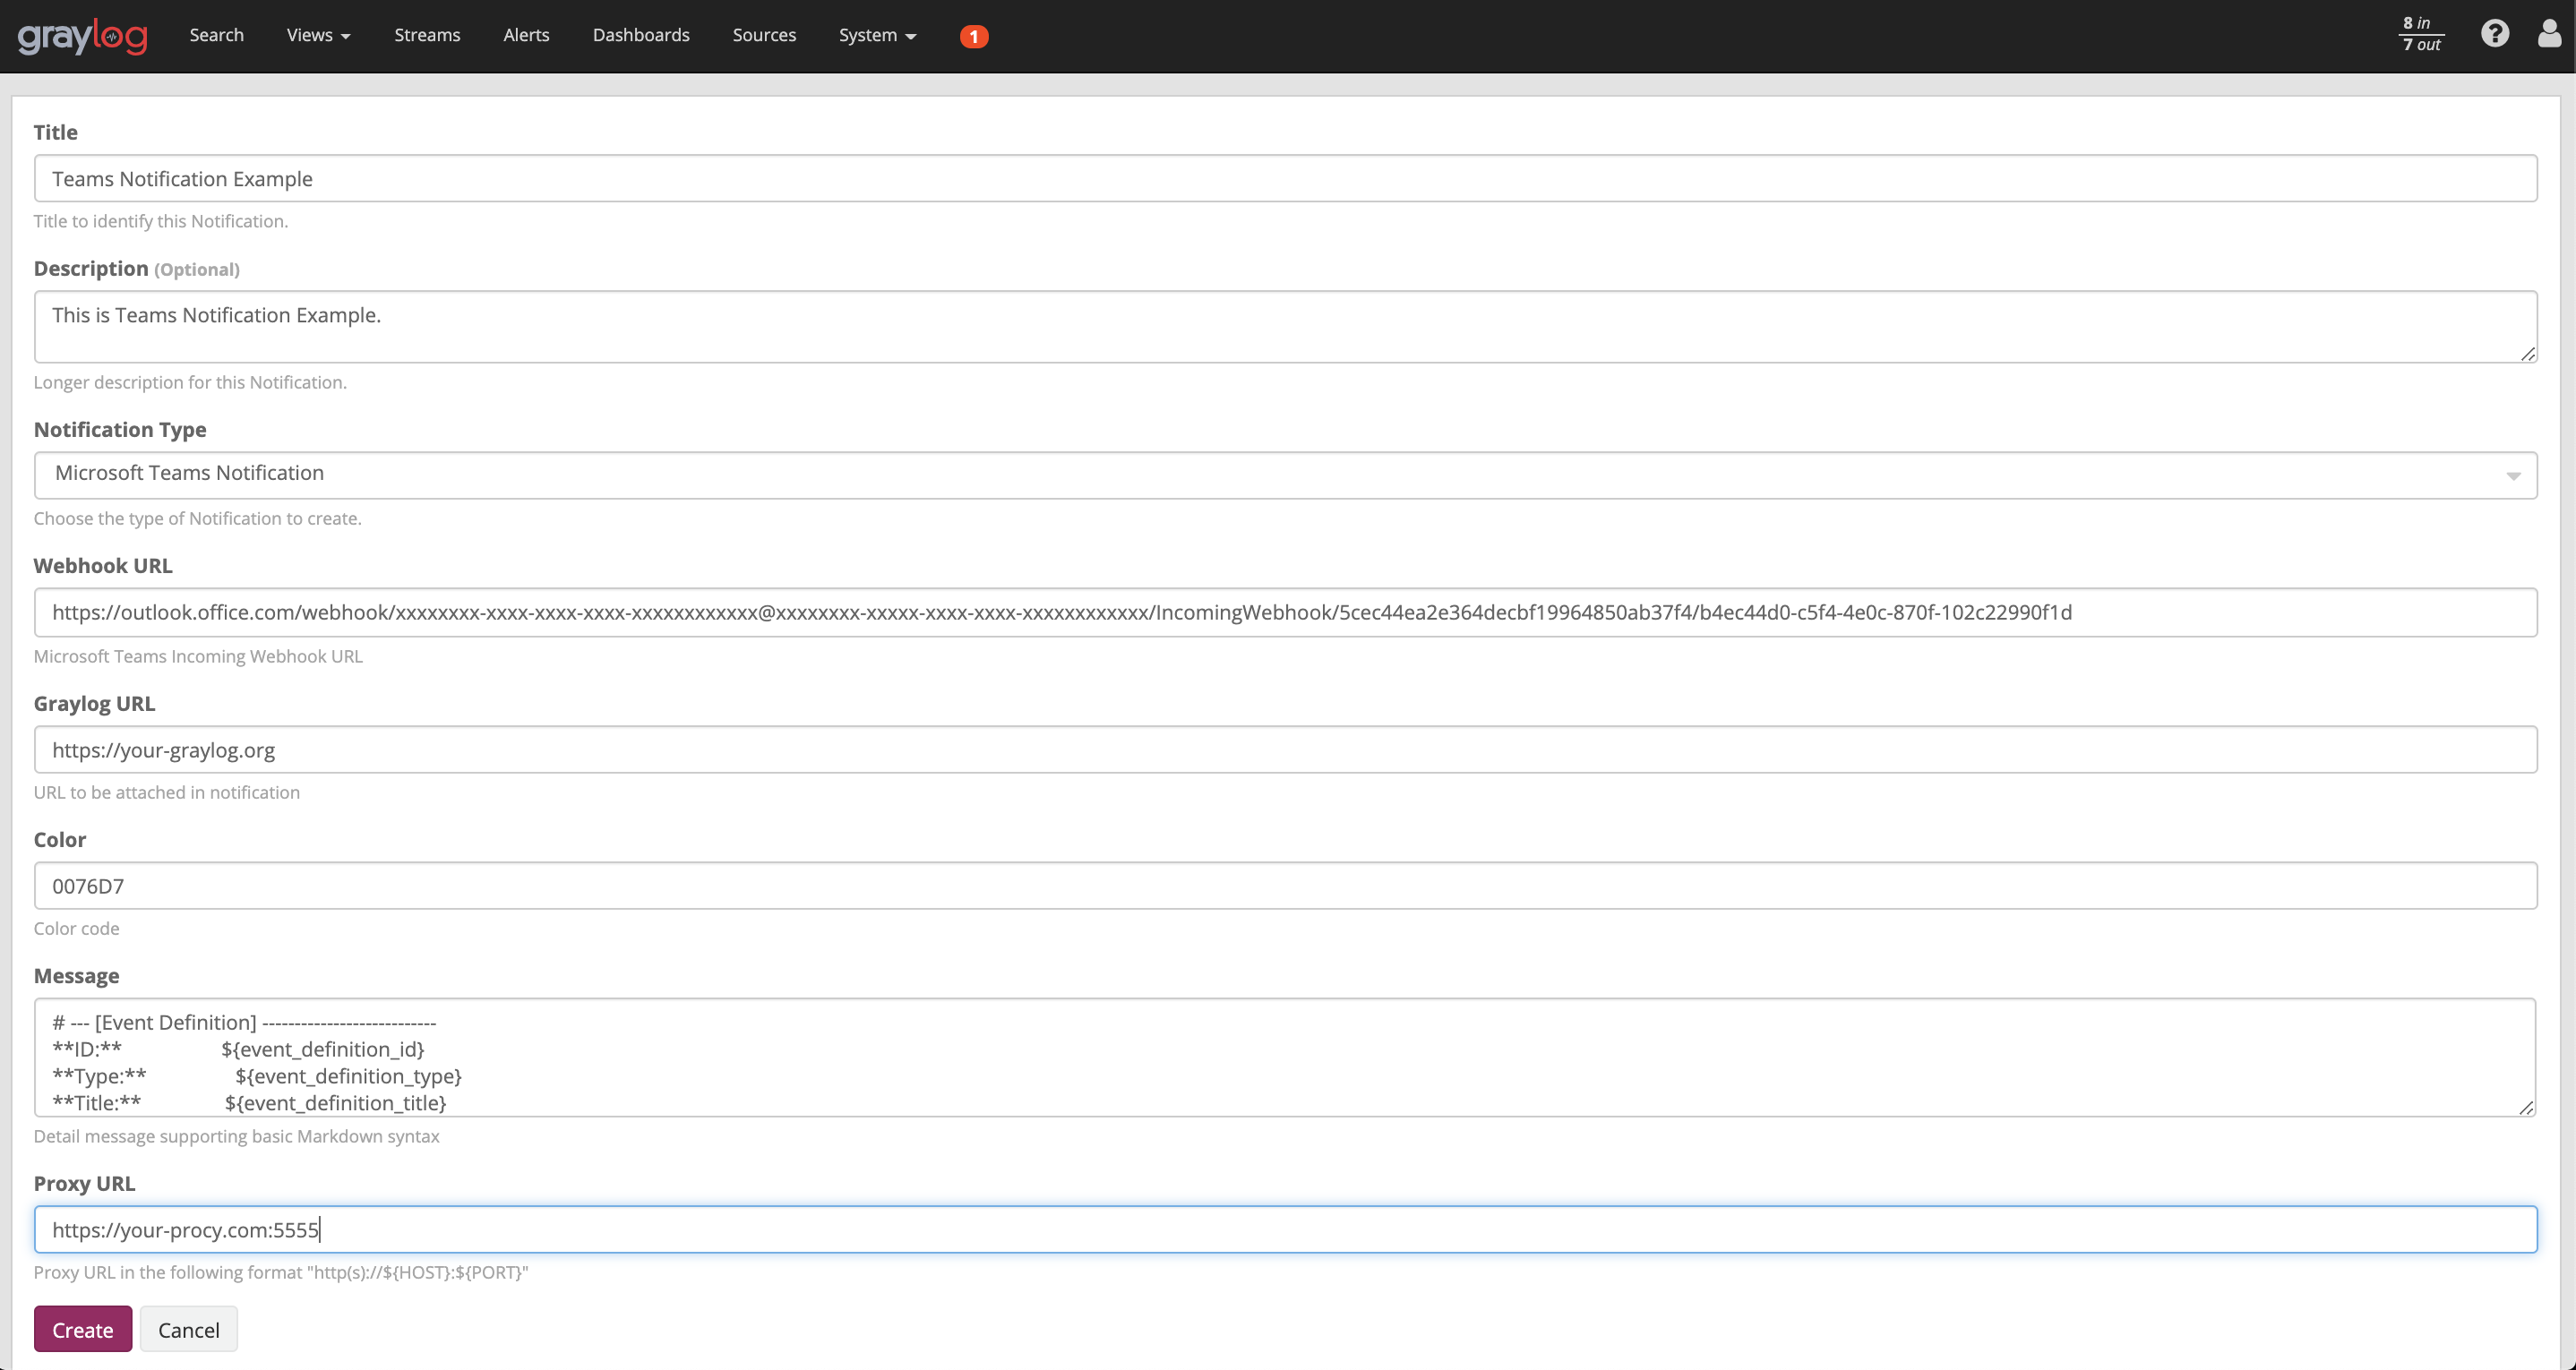 graylog Search Views Streams Alerts Dashboards Sources System 1 8 in
7 out
Title
Teams Notification Example
Title to identify this Notification.
Description (Optional)
This is Teams Notification Example.
Longer description for this Notification.
Notification Type
Microsoft Teams Notification
Choose the type of Notification to create.
Webhook URL
https://outlook.office.com/webhook/xxxxxxxx-xxxx-xxxx-xxxx-xxxxxxxxxxxx@xxxxxxxx-xxxxx-xxxx-xxxx-xxxxxxxxxxxx/IncomingWebhook/5cec44ea2e364decbf19964850ab37f4/b4ec44d0-c5f4-4e0c-870f-102c22990f1d
Microsoft Teams Incoming Webhook URL
Graylog URL
https://your-graylog.org
URL to be attached in notification
Color
0076D7
Color code
Message
# --- [Event Definition] ---------------------------
**ID:** ${event_definition_id}
**Type:** ${event_definition_type}
**Title:** ${event_definition_title}
Detail message supporting basic Markdown syntax
Proxy URL
https://your-procy.com:5555
Proxy URL in the following format "http(s)://${HOST}:${PORT}"
Create Cancel